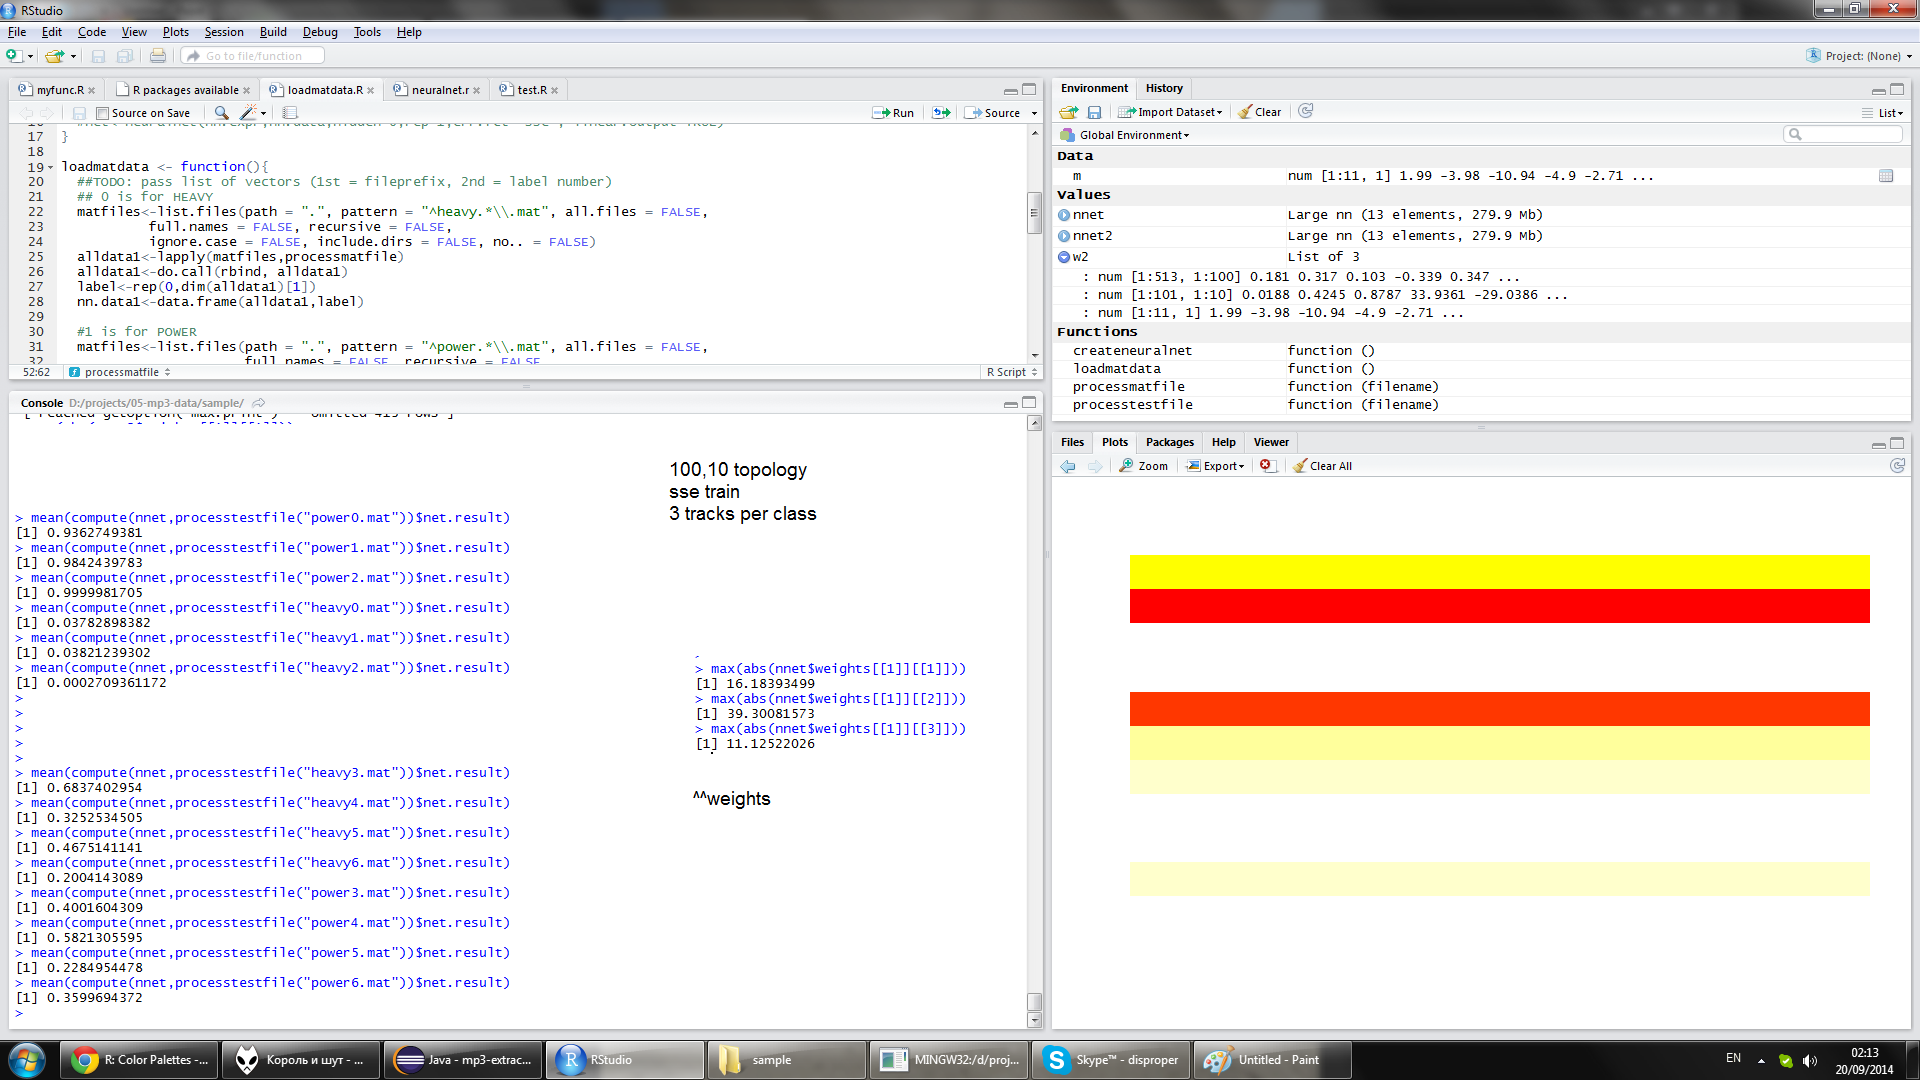 RStudio
File Edit Code View Plots Session Build Debug Tools Help
Go to file/function
Project: (None)
myfunc.R
R packages available
loadmatdata.R
neuralnet.r
test.R
Source on Save
Run
Source
17 }
18
19 loadmatdata <- function(){
20 ##TODO: pass list of vectors (1st = fileprefix, 2nd = label number)
21 ## 0 is for HEAVY
22 matfiles<-list.files(path = ".", pattern = "^heavy.*\\.mat", all.files = FALSE,
23 full.names = FALSE, recursive = FALSE,
24 ignore.case = FALSE, include.dirs = FALSE, no.. = FALSE)
25 alldata1<-lapply(matfiles,processmatfile)
26 alldata1<-do.call(rbind, alldata1)
27 label<-rep(0,dim(alldata1)[1])
28 nn.data1<-data.frame(alldata1,label)
29
30 #1 is for POWER
31 matfiles<-list.files(path = ".", pattern = "^power.*\\.mat", all.files = FALSE,
32 full.names = FALSE, recursive = FALSE,
52:62 processmatfile R Script
Console D:/projects/05-mp3-data/sample/
> mean(compute(nnet,processtestfile("power0.mat"))$net.result)
[1] 0.9362749381
> mean(compute(nnet,processtestfile("power1.mat"))$net.result)
[1] 0.9842439783
> mean(compute(nnet,processtestfile("power2.mat"))$net.result)
[1] 0.9999981705
> mean(compute(nnet,processtestfile("heavy0.mat"))$net.result)
[1] 0.03782898382
> mean(compute(nnet,processtestfile("heavy1.mat"))$net.result)
[1] 0.03821239302
> mean(compute(nnet,processtestfile("heavy2.mat"))$net.result)
[1] 0.0002709361172
>
>
>
>
>
> mean(compute(nnet,processtestfile("heavy3.mat"))$net.result)
[1] 0.6837402954
> mean(compute(nnet,processtestfile("heavy4.mat"))$net.result)
[1] 0.3252534505
> mean(compute(nnet,processtestfile("heavy5.mat"))$net.result)
[1] 0.4675141141
> mean(compute(nnet,processtestfile("heavy6.mat"))$net.result)
[1] 0.2004143089
> mean(compute(nnet,processtestfile("power3.mat"))$net.result)
[1] 0.4001604309
> mean(compute(nnet,processtestfile("power4.mat"))$net.result)
[1] 0.5821305595
> mean(compute(nnet,processtestfile("power5.mat"))$net.result)
[1] 0.2284954478
> mean(compute(nnet,processtestfile("power6.mat"))$net.result)
[1] 0.3599694372
>
100,10 topology
sse train
3 tracks per class
> max(abs(nnet$weights[[1]][[1]]))
[1] 16.18393499
> max(abs(nnet$weights[[1]][[2]]))
[1] 39.30081573
> max(abs(nnet$weights[[1]][[3]]))
[1] 11.12522026
^^weights
Environment History
Import Dataset Clear
List
Global Environment
Data
m num [1:11, 1] 1.99 -3.98 -10.94 -4.9 -2.71 ...
Values
nnet Large nn (13 elements, 279.9 Mb)
nnet2 Large nn (13 elements, 279.9 Mb)
w2 List of 3
: num [1:513, 1:100] 0.181 0.317 0.103 -0.339 0.347 ...
: num [1:101, 1:10] 0.0188 0.4245 0.8787 33.9361 -29.0386 ...
: num [1:11, 1] 1.99 -3.98 -10.94 -4.9 -2.71 ...
Functions
createneuralnet function ()
loadmatdata function ()
processmatfile function (filename)
processtestfile function (filename)
Files Plots Packages Help Viewer
Zoom Export Clear All
R: Color Palettes -...
Король и шут - ...
Java - mp3-extrac...
RStudio
sample
MINGW32:/d/proj...
Skype™ - disproper
Untitled - Paint
EN
02:13
20/09/2014